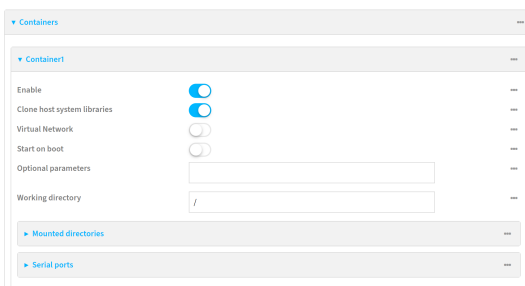 Containers
Container1
Enable
Clone host system libraries
Virtual Network
Start on boot
Optional parameters
Working directory
/
Mounted directories
Serial ports